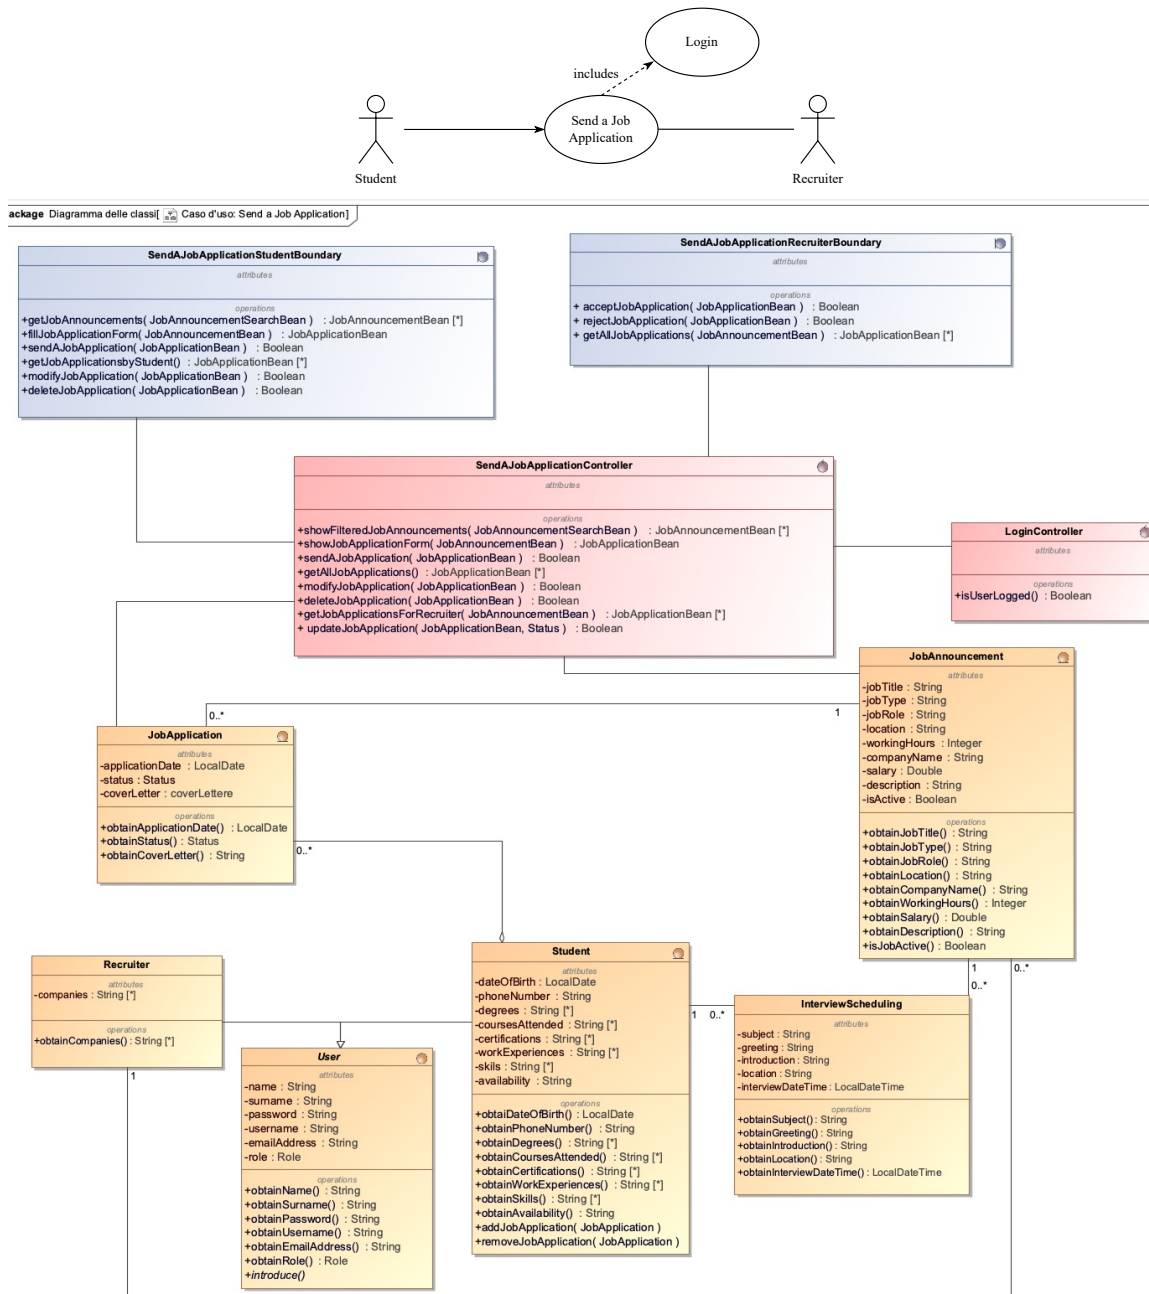 Login
includes
Send a Job
Application
Student
Recruiter
ackage Diagramma delle classi[ Caso d'uso: Send a Job Application]
SendAJobApplicationStudentBoundary
attributes
operations
+getJobAnnouncements( JobAnnouncementSearchBean ) : JobAnnouncementBean [*]
+fillJobApplicationForm( JobAnnouncementBean ) : JobApplicationBean
+sendAJobApplication( JobApplicationBean ) : Boolean
+getJobApplicationsbyStudent() : JobApplicationBean [*]
+modifyJobApplication( JobApplicationBean ) : Boolean
+deleteJobApplication( JobApplicationBean ) : Boolean
SendAJobApplicationRecruiterBoundary
attributes
operations
+ acceptJobApplication( JobApplicationBean ) : Boolean
+ rejectJobApplication( JobApplicationBean ) : Boolean
+ getAllJobApplications( JobAnnouncementBean ) : JobApplicationBean [*]
SendAJobApplicationController
attributes
operations
+showFilteredJobAnnouncements( JobAnnouncementSearchBean ) : JobAnnouncementBean [*]
+showJobApplicationForm( JobAnnouncementBean ) : JobApplicationBean
+sendAJobApplication( JobApplicationBean ) : Boolean
+getAllJobApplications() : JobApplicationBean [*]
+modifyJobApplication( JobApplicationBean ) : Boolean
+deleteJobApplication( JobApplicationBean ) : Boolean
+getJobApplicationsForRecruiter( JobAnnouncementBean ) : JobApplicationBean [*]
+ updateJobApplication( JobApplicationBean, Status ) : Boolean
LoginController
attributes
operations
+isUserLogged() : Boolean
JobAnnouncement
attributes
-jobTitle : String
-jobType : String
-jobRole : String
-location : String
-workingHours : Integer
-companyName : String
-salary : Double
-description : String
-isActive : Boolean
operations
+obtainJobTitle() : String
+obtainJobType() : String
+obtainJobRole() : String
+obtainLocation() : String
+obtainCompanyName() : String
+obtainWorkingHours() : Integer
+obtainSalary() : Double
+obtainDescription() : String
+isJobActive() : Boolean
0..*
1
JobApplication
attributes
-applicationDate : LocalDate
-status : Status
-coverLetter : coverLettere
operations
+obtainApplicationDate() : LocalDate
+obtainStatus() : Status
+obtainCoverLetter() : String
0..*
Recruiter
attributes
-companies : String [*]
operations
+obtainCompanies() : String [*]
1
User
attributes
-name : String
-surname : String
-password : String
-username : String
-emailAddress : String
-role : Role
operations
+obtainName() : String
+obtainSurname() : String
+obtainPassword() : String
+obtainUsername() : String
+obtainEmailAddress() : String
+obtainRole() : Role
+introduce()
Student
attributes
-dateOfBirth : LocalDate
-phoneNumber : String
-degrees : String [*]
-coursesAttended : String [*]
-certifications : String [*]
-workExperiences : String [*]
-skils : String [*]
-availability : String
operations
+obtaiDateOfBirth() : LocalDate
+obtainPhoneNumber() : String
+obtainDegrees() : String [*]
+obtainCoursesAttended() : String [*]
+obtainCertifications() : String [*]
+obtainWorkExperiences() : String [*]
+obtainSkills() : String [*]
+obtainAvailability() : String
+addJobApplication( JobApplication )
+removeJobApplication( JobApplication )
1
0..*
1
0..*
0..*
InterviewScheduling
attributes
-subject : String
-greeting : String
-introduction : String
-location : String
-interviewDateTime : LocalDateTime
operations
+obtainSubject() : String
+obtainGreeting() : String
+obtainIntroduction() : String
+obtainLocation() : String
+obtainInterviewDateTime() : LocalDateTime